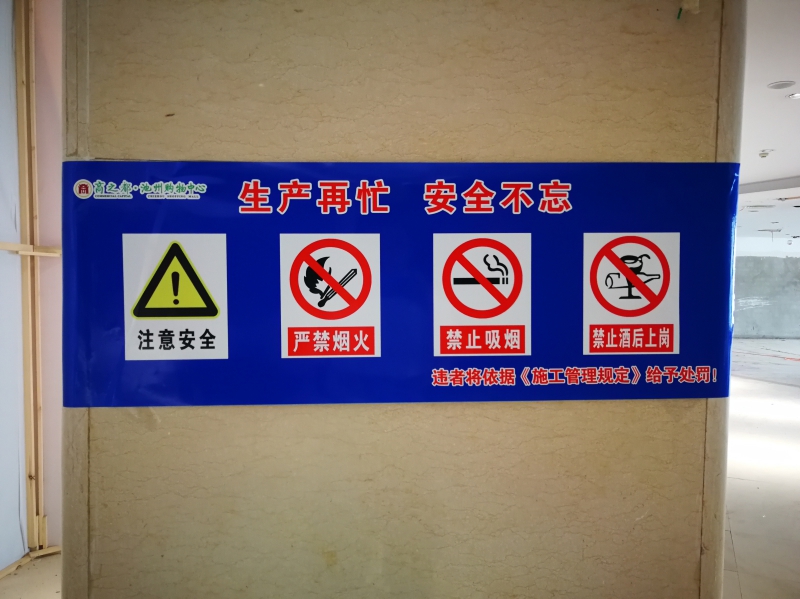 商之都·池州购物中心
生产再忙 安全不忘
注意安全
严禁烟火
禁止吸烟
禁止酒后上岗
违者将依据《施工管理规定》给予处罚！